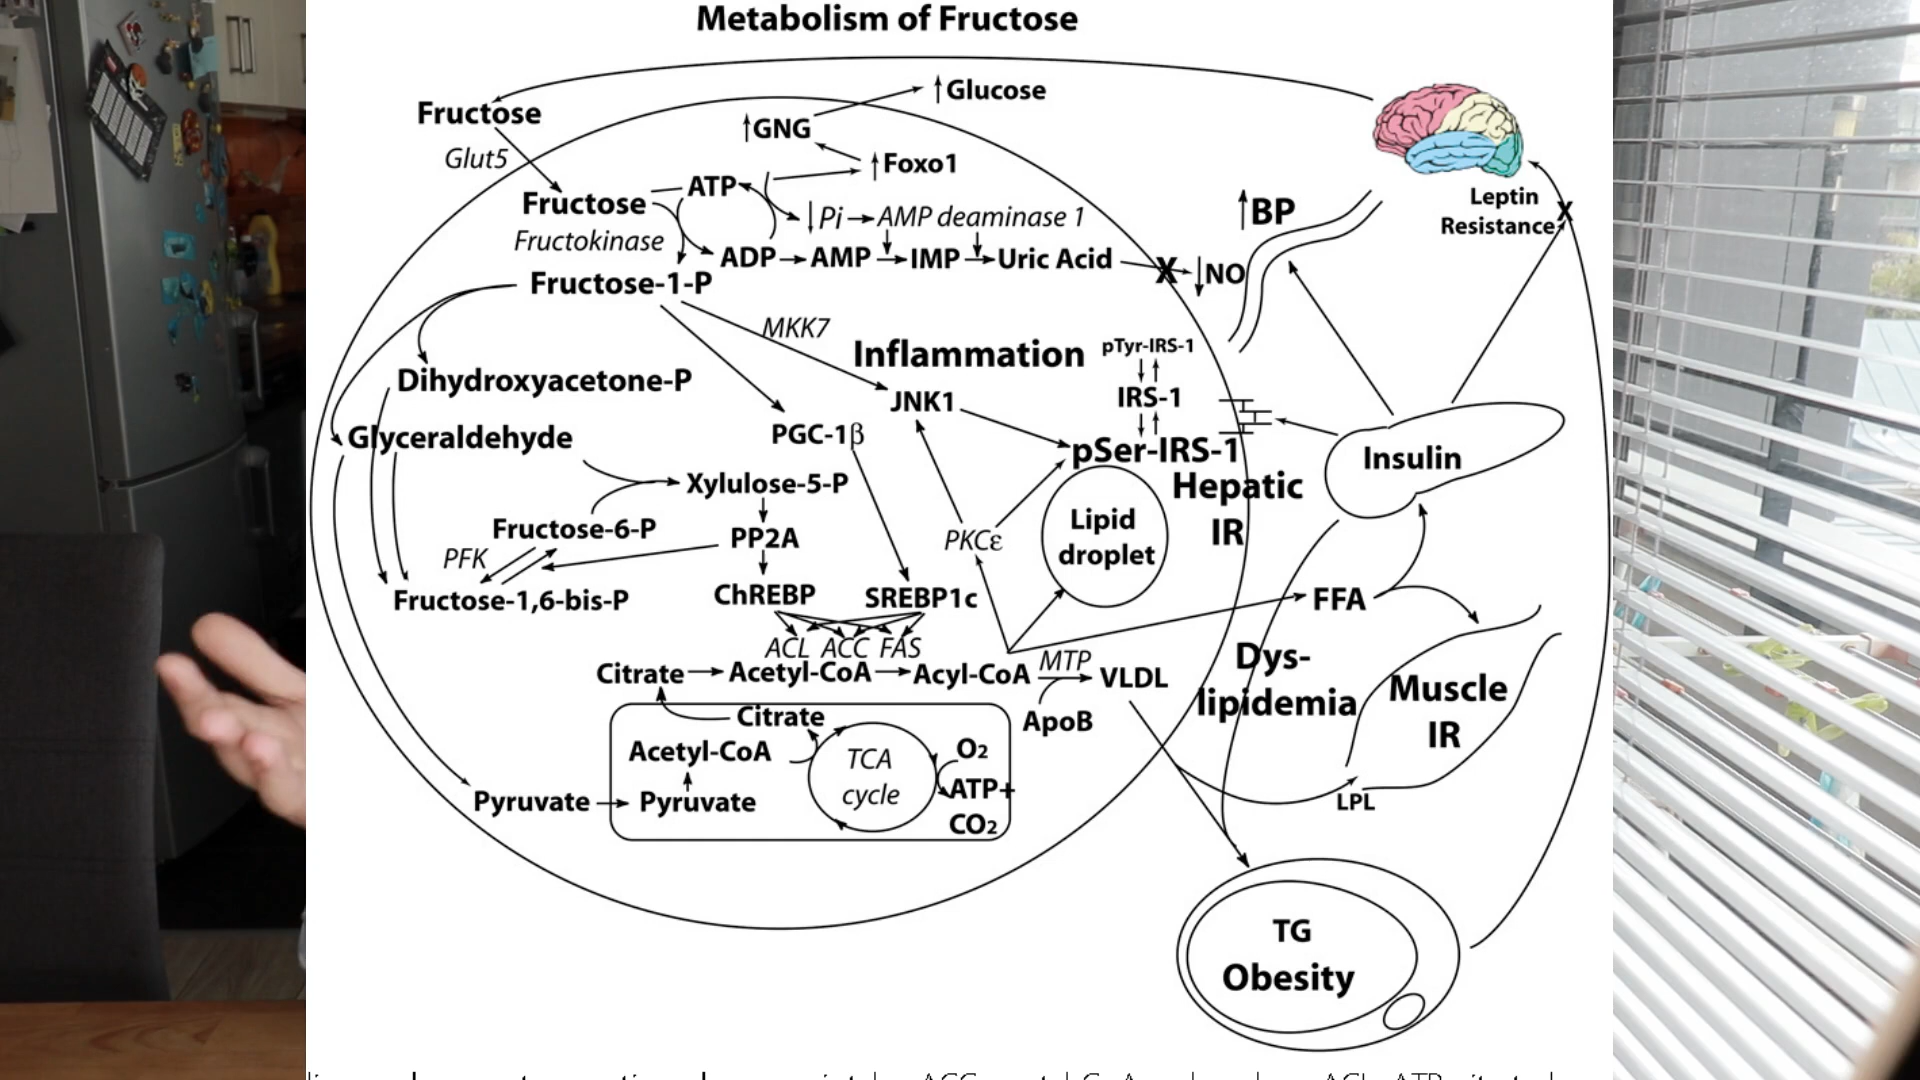 Metabolism of Fructose
↑Glucose
Fructose
↑GNG
Glut5
↑Foxo1
ATP
Fructose
↓Pi → AMP deaminase 1
Leptin
Resistance
X
↑BP
Fructokinase
ADP → AMP → IMP → Uric Acid
X
↓NO
Fructose-1-P
MKK7
Inflammation
pTyr-IRS-1
Dihydroxyacetone-P
JNK1
IRS-1
Glyceraldehyde
PGC-1β
pSer-IRS-1
Insulin
Xylulose-5-P
Hepatic
IR
Fructose-6-P
PP2A
PKCε
Lipid
droplet
PFK
Fructose-1,6-bis-P
ChREBP
SREBP1c
FFA
ACL ACC FAS
MTP
Citrate → Acetyl-CoA → Acyl-CoA → VLDL
Dys-
lipidemia
Muscle
IR
Citrate
ApoB
Acetyl-CoA
TCA
cycle
O2
ATP+
CO2
Pyruvate → Pyruvate
LPL
TG
Obesity